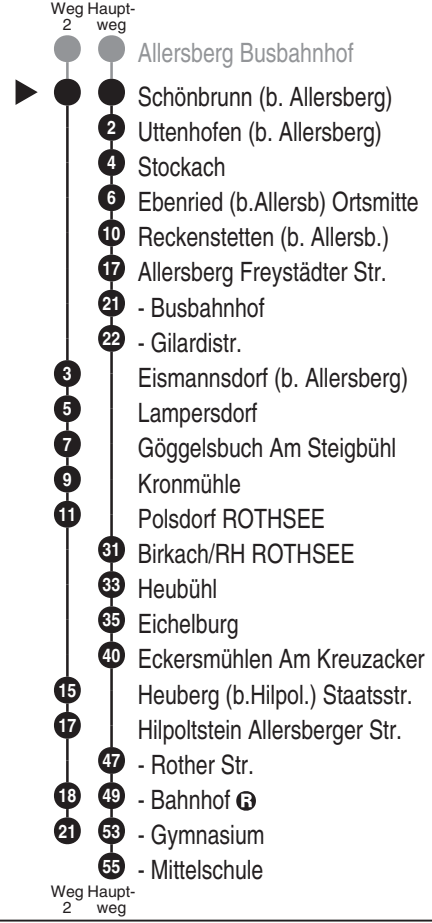 Weg Haupt-
2 weg
Allersberg Busbahnhof
Schönbrunn (b. Allersberg)
2 Uttenhofen (b. Allersberg)
4 Stockach
6 Ebenried (b.Allersb) Ortsmitte
10 Reckenstetten (b. Allersb.)
17 Allersberg Freystädter Str.
21 - Busbahnhof
22 - Gilardistr.
3 Eismannsdorf (b. Allersberg)
5 Lampersdorf
7 Göggelsbuch Am Steigbühl
9 Kronmühle
11 Polsdorf ROTHSEE
31 Birkach/RH ROTHSEE
33 Heubühl
35 Eichelburg
40 Eckersmühlen Am Kreuzacker
15 Heuberg (b.Hilpol.) Staatsstr.
17 Hilpoltstein Allersberger Str.
47 - Rother Str.
18 49 - Bahnhof R
21 53 - Gymnasium
55 - Mittelschule
Weg Haupt-
2 weg